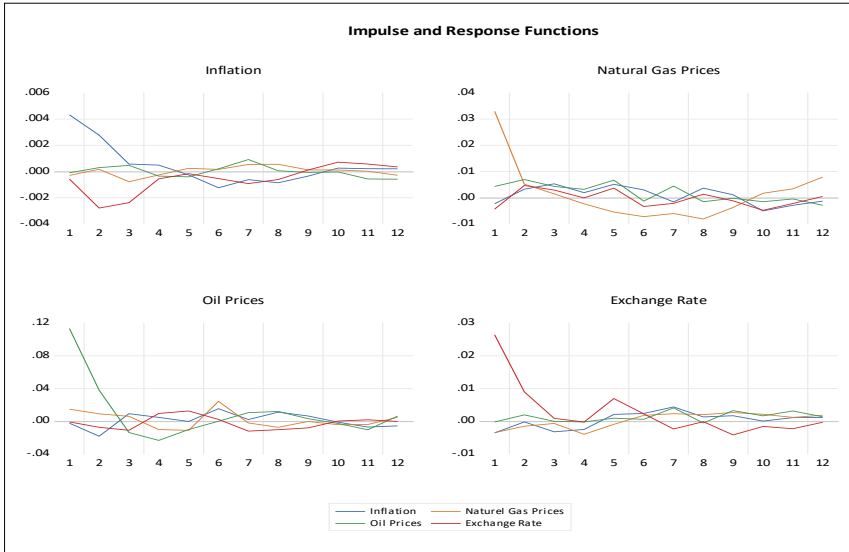 Impulse and Response Functions
Inflation
.006
.004
.002
.000
-.002
-.004
1 2 3 4 5 6 7 8 9 10 11 12
Natural Gas Prices
.04
.03
.02
.01
.00
-.01
1 2 3 4 5 6 7 8 9 10 11 12
Oil Prices
.12
.08
.04
.00
-.04
1 2 3 4 5 6 7 8 9 10 11 12
Exchange Rate
.03
.02
.01
.00
-.01
1 2 3 4 5 6 7 8 9 10 11 12
Inflation Naturel Gas Prices
Oil Prices Exchange Rate